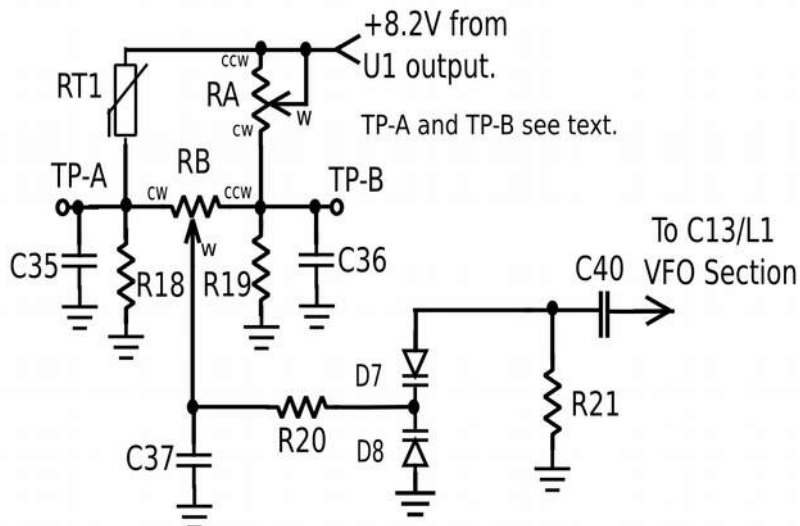 +8.2V from
U1 output.
ccw
RT1
RA
w
cw
TP-A and TP-B see text.
TP-A
RB
TP-B
cw
ccw
w
C35
R18
R19
C36
To C13/L1
VFO Section
C40
D7
R21
R20
D8
C37